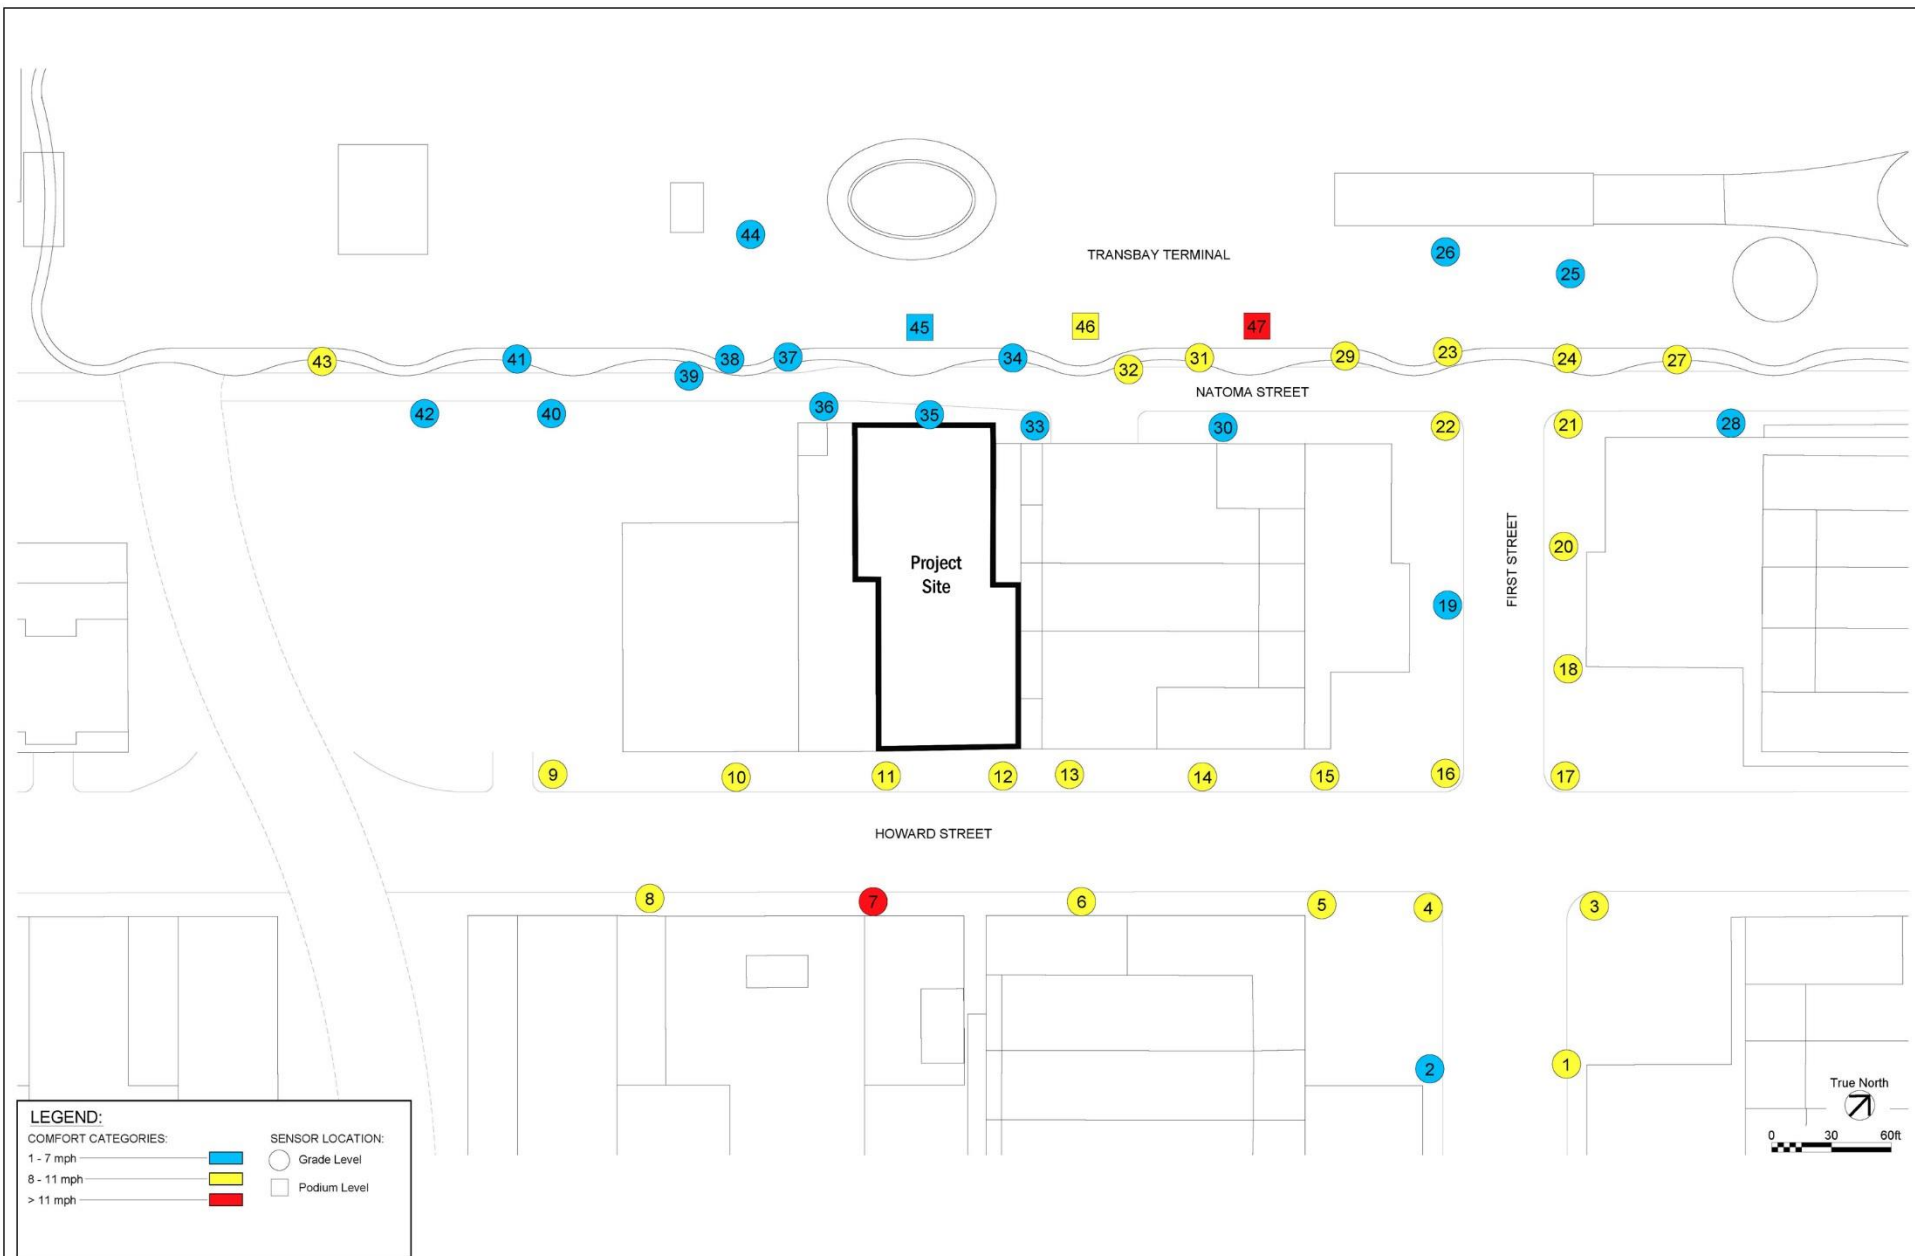 44
TRANSBAY TERMINAL
26
25
45
46
47
43
41
38
37
39
34
32
31
29
23
24
27
NATOMA STREET
42
40
36
35
33
30
22
21
28
FIRST STREET
20
Project
Site
19
18
9
10
11
12
13
14
15
16
17
HOWARD STREET
8
7
6
5
4
3
2
1
True North
0 30 60ft
LEGEND:
COMFORT CATEGORIES:
1 - 7 mph
8 - 11 mph
> 11 mph
SENSOR LOCATION:
Grade Level
Podium Level